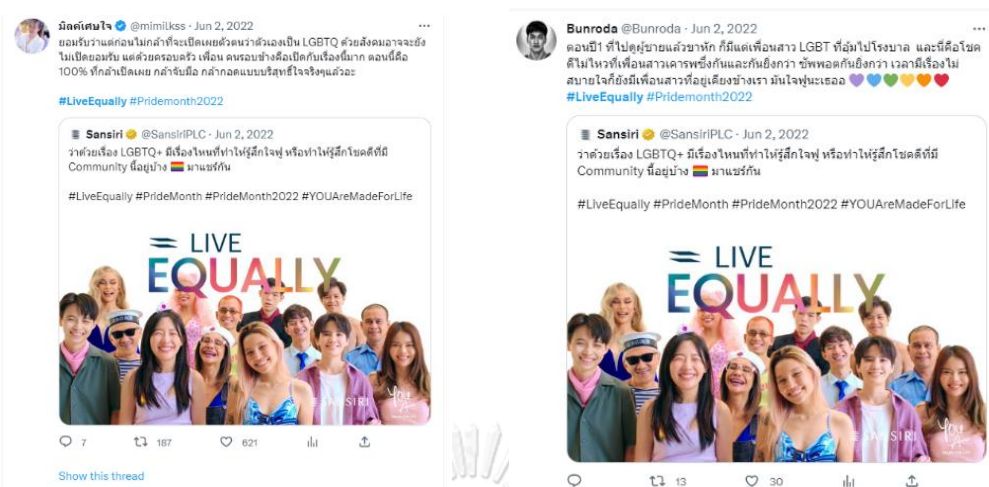 มิลค์เศษใจ @mimilkss · Jun 2, 2022
ยอมรับว่าแต่ก่อนไม่กล้าที่จะเปิดเผยตัวตนว่าตัวเองเป็น LGBTQ ด้วยสังคมอาจจะยัง
ไม่เปิดยอมรับ แต่ด้วยครอบครัว เพื่อน คนรอบข้างคือเปิดกับเรื่องนี้มาก ตอนนี้คือ
100% ที่กล้าเปิดเผย กล้าจับมือ กล้ากอดแบบบริสุทธิ์ใจจริงๆแล้วอะ
#LiveEqually #Pridemonth2022
Sansiri @SansiriPLC · Jun 2, 2022
ว่าด้วยเรื่อง LGBTQ+ มีเรื่องไหนที่ทำให้รู้สึกใจฟู หรือทำให้รู้สึกโชคดีที่มี
Community นี้อยู่บ้าง 🏳️‍🌈 มาแชร์กัน
#LiveEqually #PrideMonth #PrideMonth2022 #YOUAreMadeForLife
LIVE
EQUALLY
SANSIRI
You
Are
7 187 621
Show this thread
Bunroda @Bunroda · Jun 2, 2022
ตอนปี1 ที่ไปดูผู้ชายแล้วขาหัก ก็มีแต่เพื่อนสาว LGBT ที่อุ้มไปโรงบาล และนี่คือโชค
ดีไม่ไหวที่เพื่อนสาวเคารพซึ่งกันและกันยิ่งกว่า ซัพพอตกันยิ่งกว่า เวลามีเรื่องไม่
สบายใจก็ยังมีเพื่อนสาวที่อยู่เคียงข้างเรา มันใจฟูนะเธออ 💜💙💚💛🧡❤️
#LiveEqually #Pridemonth2022
Sansiri @SansiriPLC · Jun 2, 2022
ว่าด้วยเรื่อง LGBTQ+ มีเรื่องไหนที่ทำให้รู้สึกใจฟู หรือทำให้รู้สึกโชคดีที่มี
Community นี้อยู่บ้าง 🏳️‍🌈 มาแชร์กัน
#LiveEqually #PrideMonth #PrideMonth2022 #YOUAreMadeForLife
LIVE
EQUALLY
SANSIRI
You
Are
13 30